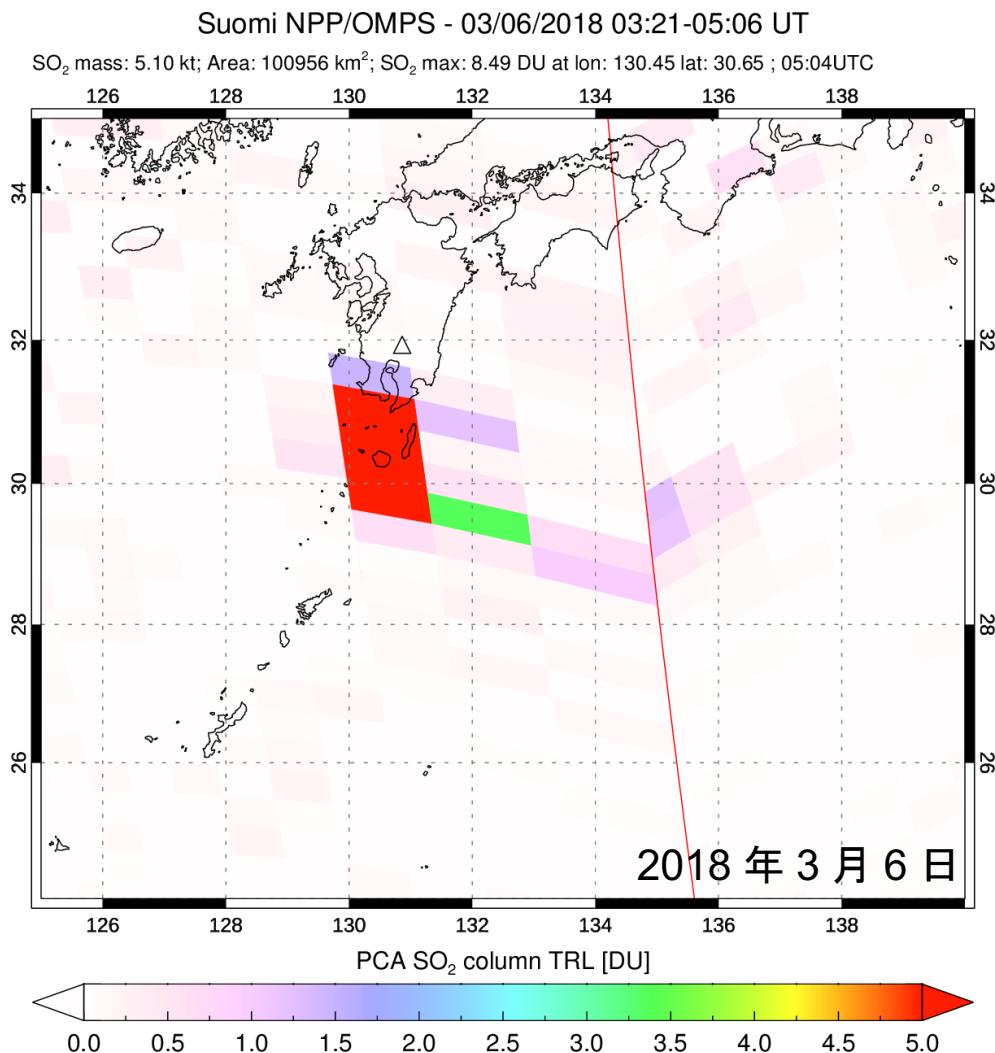 Suomi NPP/OMPS - 03/06/2018 03:21-05:06 UT
SO₂ mass: 5.10 kt; Area: 100956 km²; SO₂ max: 8.49 DU at lon: 130.45 lat: 30.65 ; 05:04UTC
126 128 130 132 134 136 138
34 34
32 32
30 30
28 28
26 26
2018 年 3 月 6 日
126 128 130 132 134 136 138
PCA SO₂ column TRL [DU]
0.0 0.5 1.0 1.5 2.0 2.5 3.0 3.5 4.0 4.5 5.0